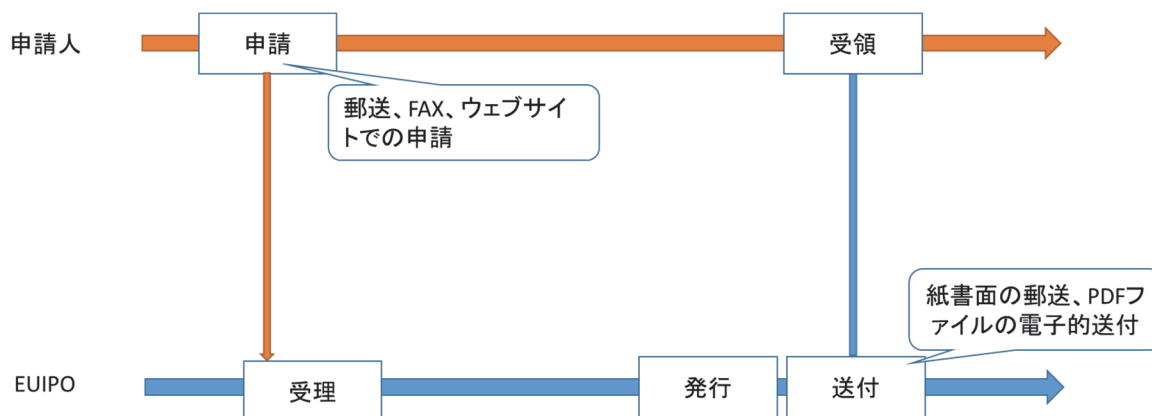 申請人
申請
受領
郵送、FAX、ウェブサイ
トでの申請
紙書面の郵送、PDFフ
ァイルの電子的送付
EUIPO
受理
発行
送付